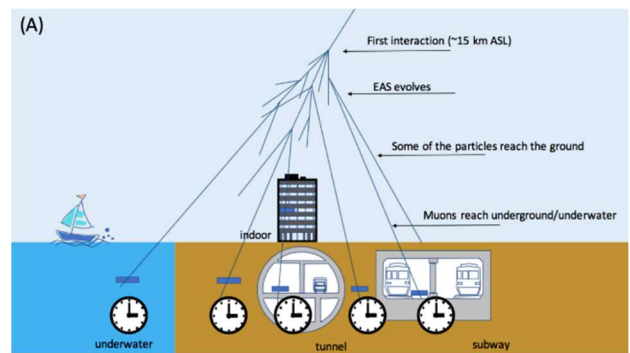 (A)
First interaction (~15 km ASL)
EAS evolves
Some of the particles reach the ground
Muons reach underground/underwater
indoor
underwater
tunnel
subway